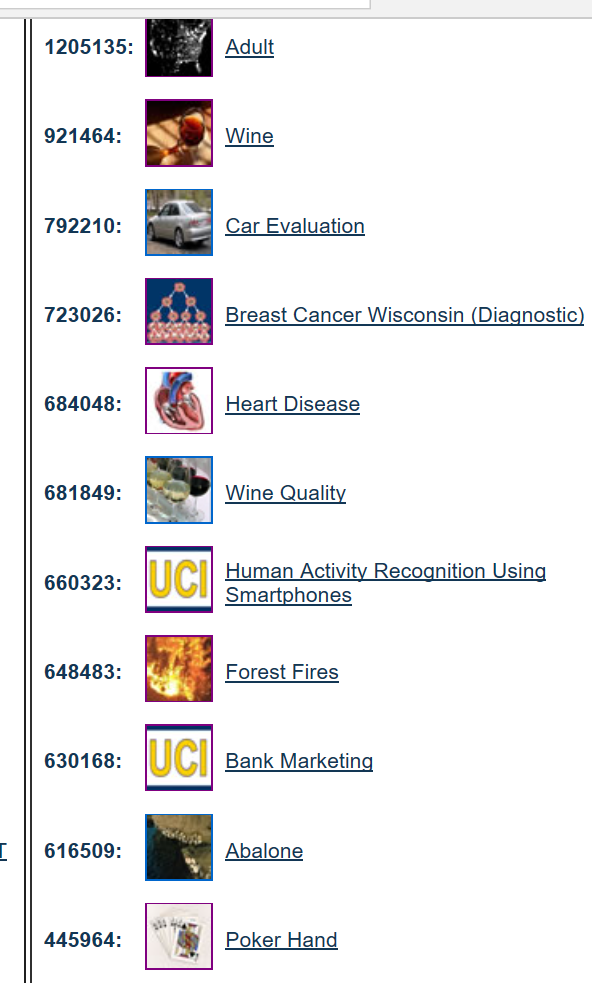 1205135: Adult
921464: Wine
792210: Car Evaluation
723026: Breast Cancer Wisconsin (Diagnostic)
684048: Heart Disease
681849: Wine Quality
660323: UCI Human Activity Recognition Using
Smartphones
648483: Forest Fires
630168: UCI Bank Marketing
T 616509: Abalone
445964: Poker Hand